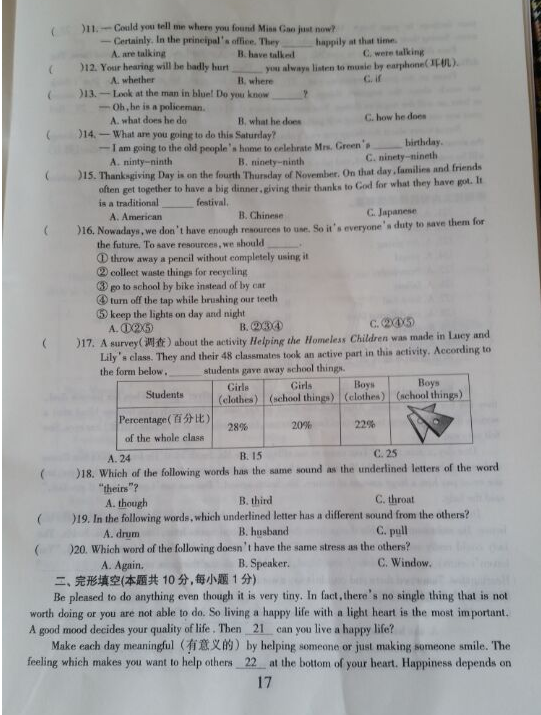 ( )11. — Could you tell me where you found Miss Gao just now?
— Certainly. In the principal's office. They ______ happily at that time.
A. are talking B. have talked C. were talking
( )12. Your hearing will be badly hurt ______ you always listen to music by earphone(耳机).
A. whether B. where C. if
( )13. — Look at the man in blue! Do you know ______?
— Oh, he is a policeman.
A. what does he do B. what he does C. how he does
( )14. — What are you going to do this Saturday?
— I am going to the old people's home to celebrate Mrs. Green's ______ birthday.
A. ninty-ninth B. ninety-ninth C. ninety-nineth
( )15. Thanksgiving Day is on the fourth Thursday of November. On that day, families and friends
often get together to have a big dinner, giving their thanks to God for what they have got. It
is a traditional ______ festival.
A. American B. Chinese C. Japanese
( )16. Nowadays, we don't have enough resources to use. So it's everyone's duty to save them for
the future. To save resources, we should ______.
① throw away a pencil without completely using it
② collect waste things for recycling
③ go to school by bike instead of by car
④ turn off the tap while brushing our teeth
⑤ keep the lights on day and night
A. ①②⑤ B. ②③④ C. ②④⑤
( )17. A survey(调查) about the activity Helping the Homeless Children was made in Lucy and
Lily's class. They and their 48 classmates took an active part in this activity. According to
the form below, ______ students gave away school things.
Students Girls (clothes) Girls (school things) Boys (clothes) Boys (school things)
Percentage(百分比) of the whole class 28% 20% 22%
A. 24 B. 15 C. 25
( )18. Which of the following words has the same sound as the underlined letters of the word
"theirs"?
A. though B. third C. throat
( )19. In the following words, which underlined letter has a different sound from the others?
A. drum B. husband C. pull
( )20. Which word of the following doesn't have the same stress as the others?
A. Again. B. Speaker. C. Window.
二、完形填空(本题共 10 分,每小题 1 分)
Be pleased to do anything even though it is very tiny. In fact, there's no single thing that is not
worth doing or you are not able to do. So living a happy life with a light heart is the most important.
A good mood decides your quality of life. Then 21 can you live a happy life?
Make each day meaningful (有意义的) by helping someone or just making someone smile. The
feeling which makes you want to help others 22 at the bottom of your heart. Happiness depends on
17